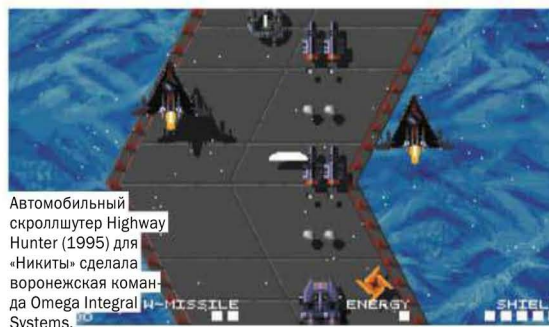 Автомобильный
скроллшутер Highway
Hunter (1995) для
«Никиты» сделала
воронежская коман-
да Omega Integral
Systems.
W-MISSILE
ENERGY
SHIEL